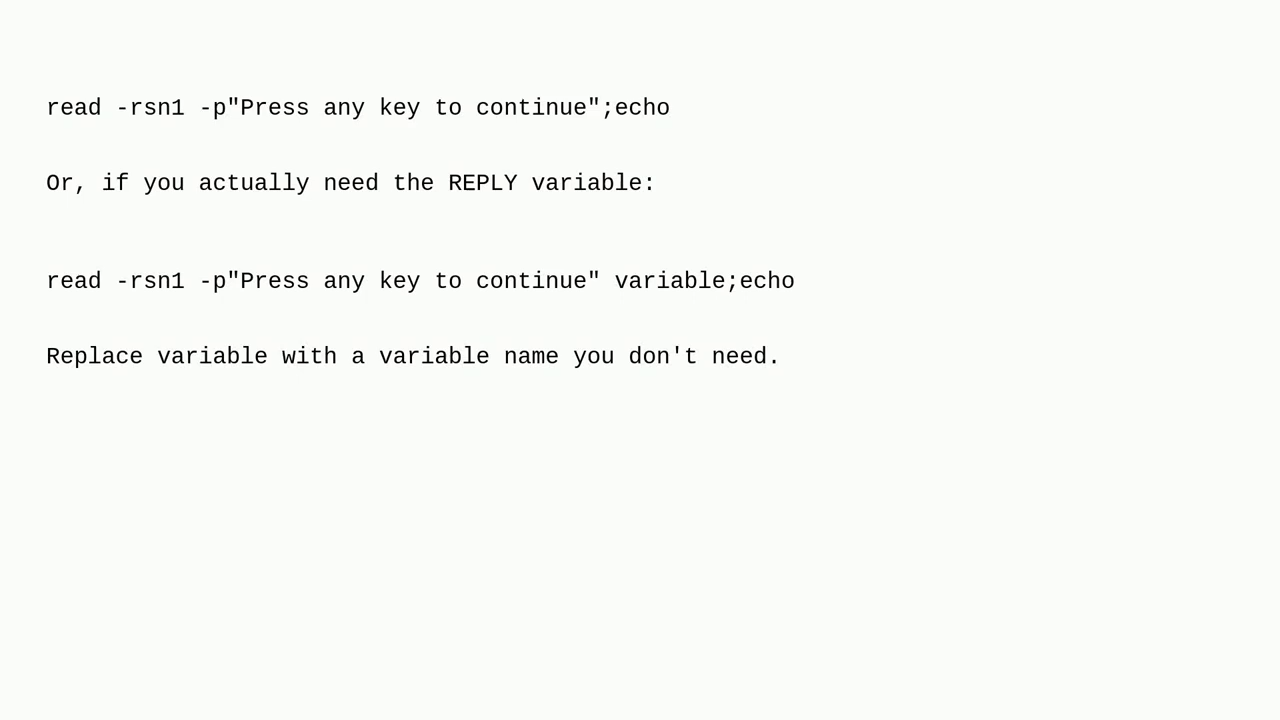 read -rsn1 -p"Press any key to continue";echo
Or, if you actually need the REPLY variable:
read -rsn1 -p"Press any key to continue" variable;echo
Replace variable with a variable name you don't need.